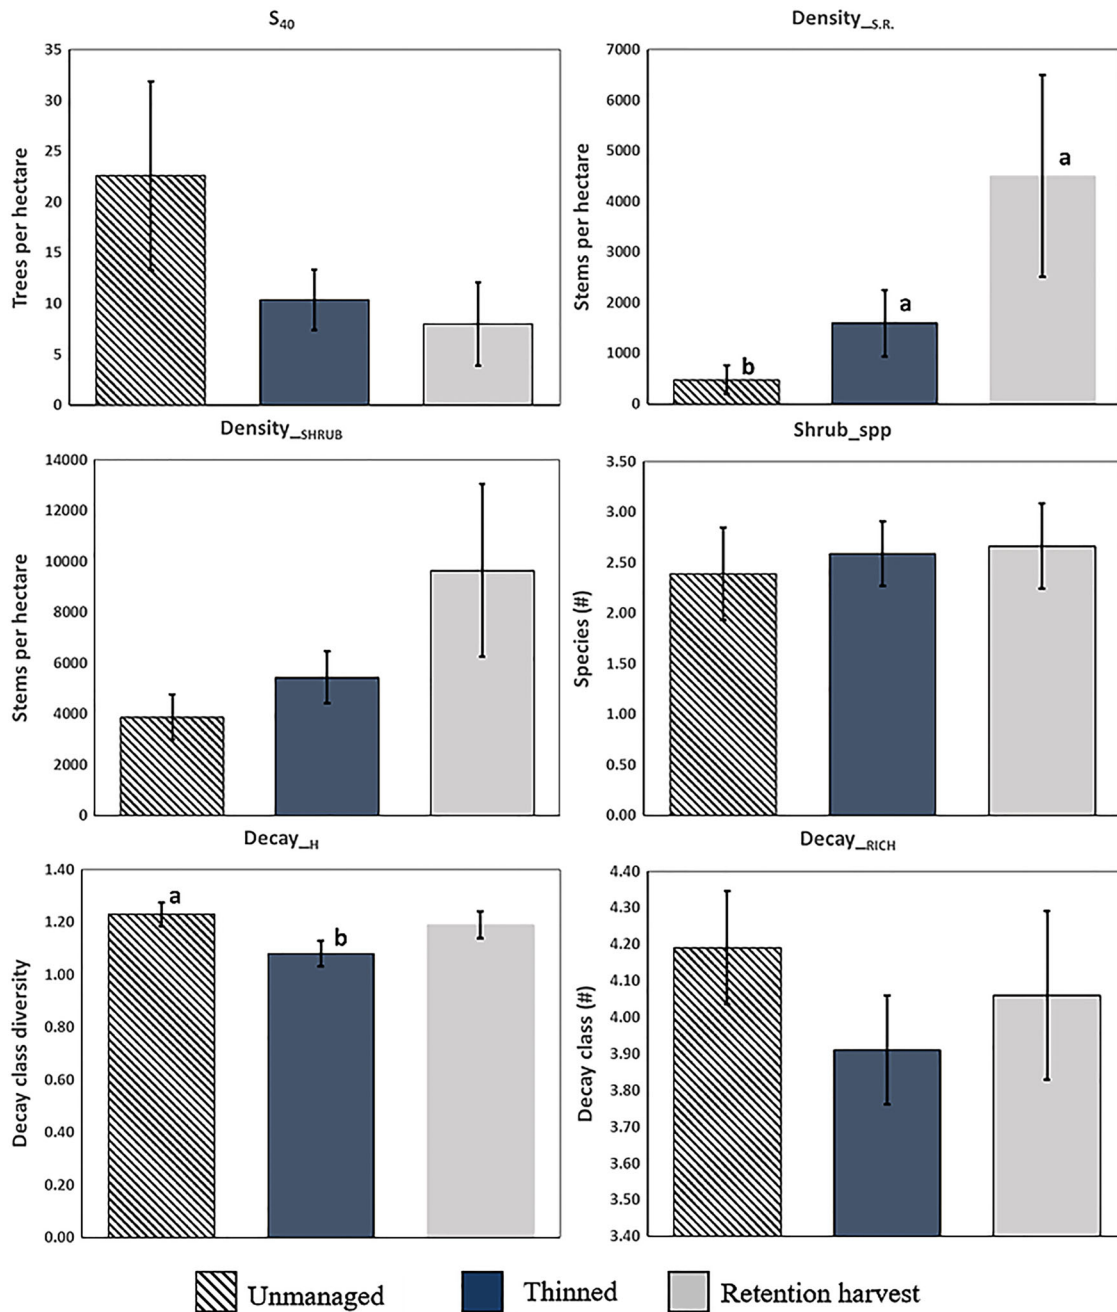 S₄₀
Trees per hectare
35
30
25
20
15
10
5
0
Density_S.R.
Stems per hectare
7000
6000
5000
4000
3000
2000
1000
0
b
a
a
Density_SHRUB
Stems per hectare
14000
12000
10000
8000
6000
4000
2000
0
Shrub_spp
Species (#)
3.50
3.00
2.50
2.00
1.50
1.00
0.50
0.00
Decay_H
Decay class diversity
1.40
1.20
1.00
0.80
0.60
0.40
0.20
0.00
a
b
Decay_RICH
Decay class (#)
4.40
4.30
4.20
4.10
4.00
3.90
3.80
3.70
3.60
3.50
3.40
Unmanaged
Thinned
Retention harvest